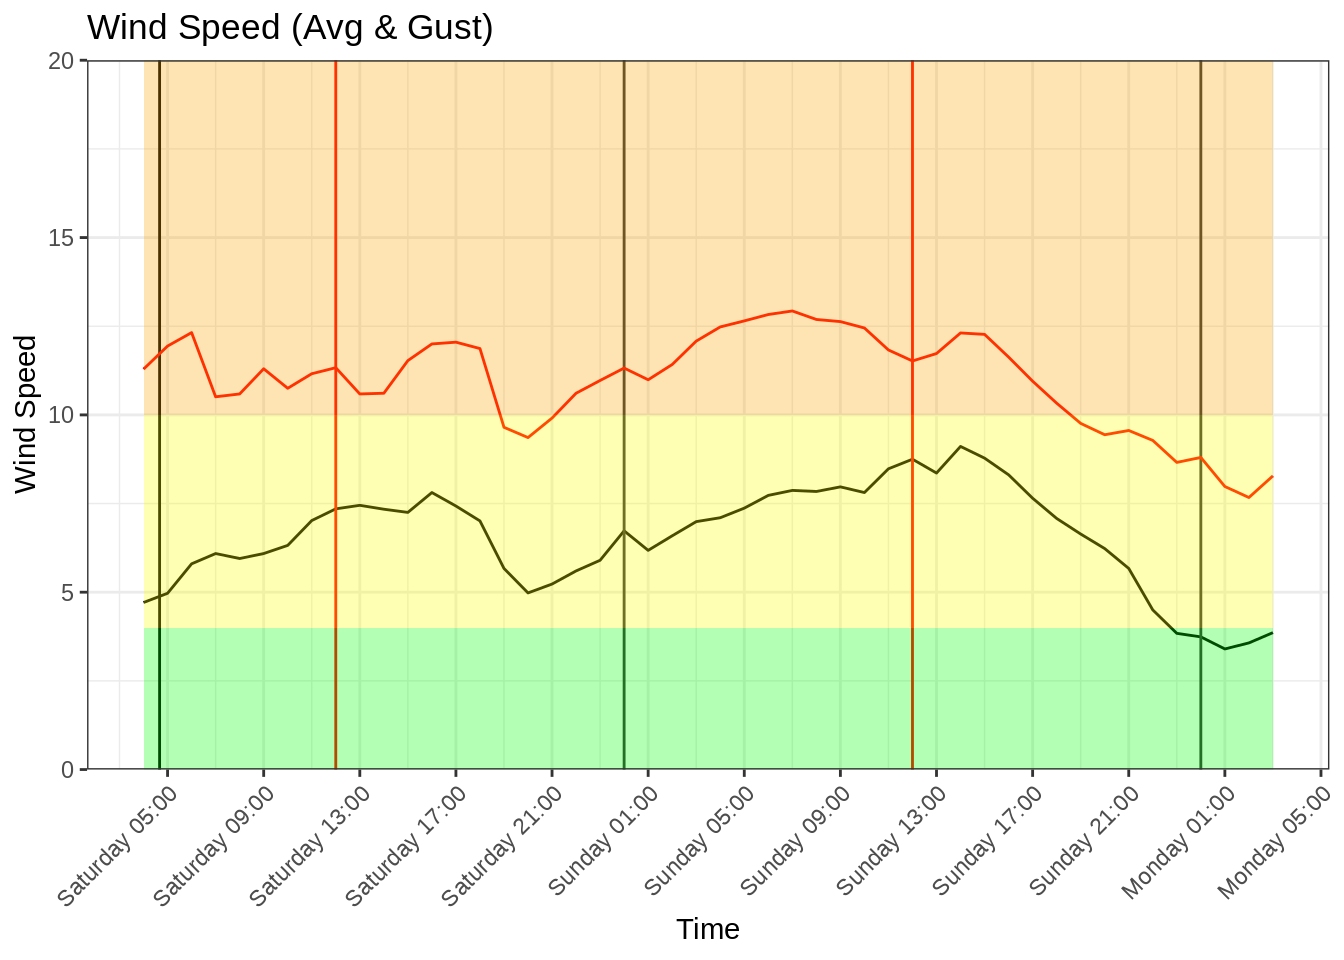 Wind Speed (Avg & Gust)
Wind Speed
20
15
10
5
0
Saturday 05:00
Saturday 09:00
Saturday 13:00
Saturday 17:00
Saturday 21:00
Sunday 01:00
Sunday 05:00
Sunday 09:00
Sunday 13:00
Sunday 17:00
Sunday 21:00
Monday 01:00
Monday 05:00
Time